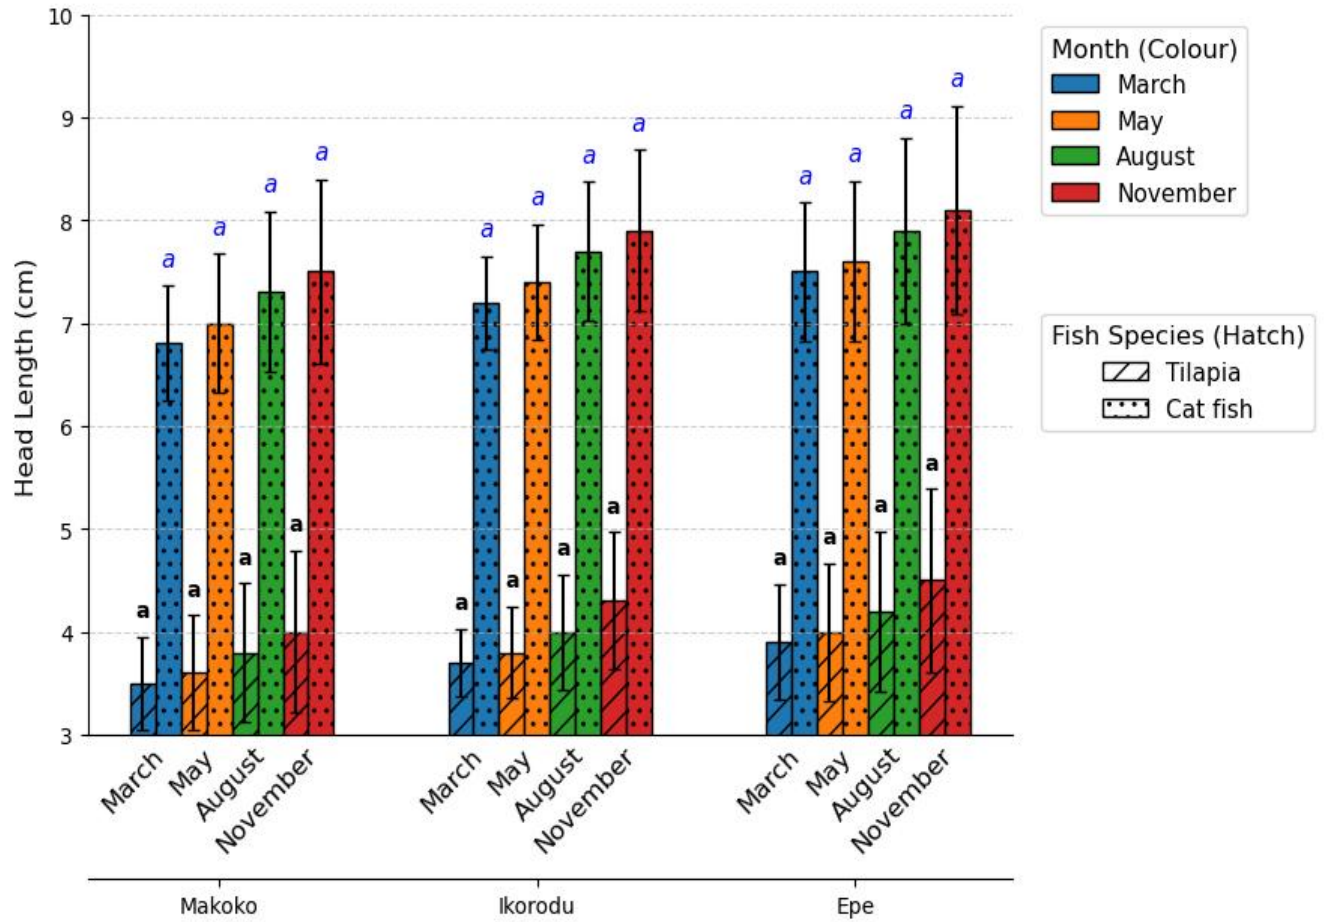 10
9
8
7
6
5
4
3
Head Length (cm)
a a a a a a a a
a a a a a a a a
a a a a a a a a
March May August November
March May August November
March May August November
Makoko Ikorodu Epe
Month (Colour)
March
May
August
November
Fish Species (Hatch)
Tilapia
Cat fish